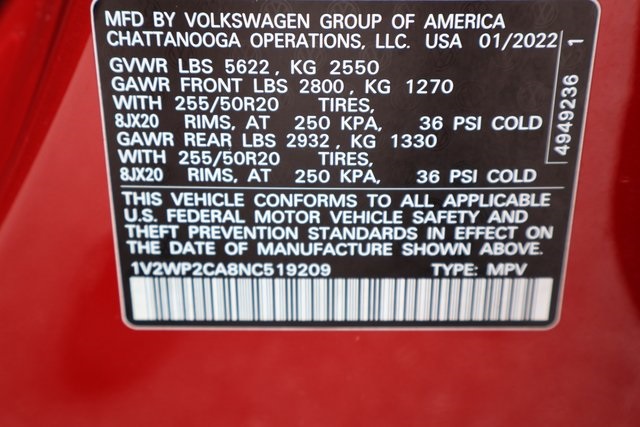 MFD BY VOLKSWAGEN GROUP OF AMERICA
CHATTANOOGA OPERATIONS, LLC. USA 01/2022
GVWR LBS 5622, KG 2550
GAWR FRONT LBS 2800, KG 1270
WITH 255/50R20 TIRES,
8JX20 RIMS, AT 250 KPA, 36 PSI COLD
GAWR REAR LBS 2932, KG 1330
WITH 255/50R20 TIRES,
8JX20 RIMS, AT 250 KPA, 36 PSI COLD
THIS VEHICLE CONFORMS TO ALL APPLICABLE
U.S. FEDERAL MOTOR VEHICLE SAFETY AND
THEFT PREVENTION STANDARDS IN EFFECT ON
THE DATE OF MANUFACTURE SHOWN ABOVE.
1V2WP2CA8NC519209 TYPE: MPV
4949236 1